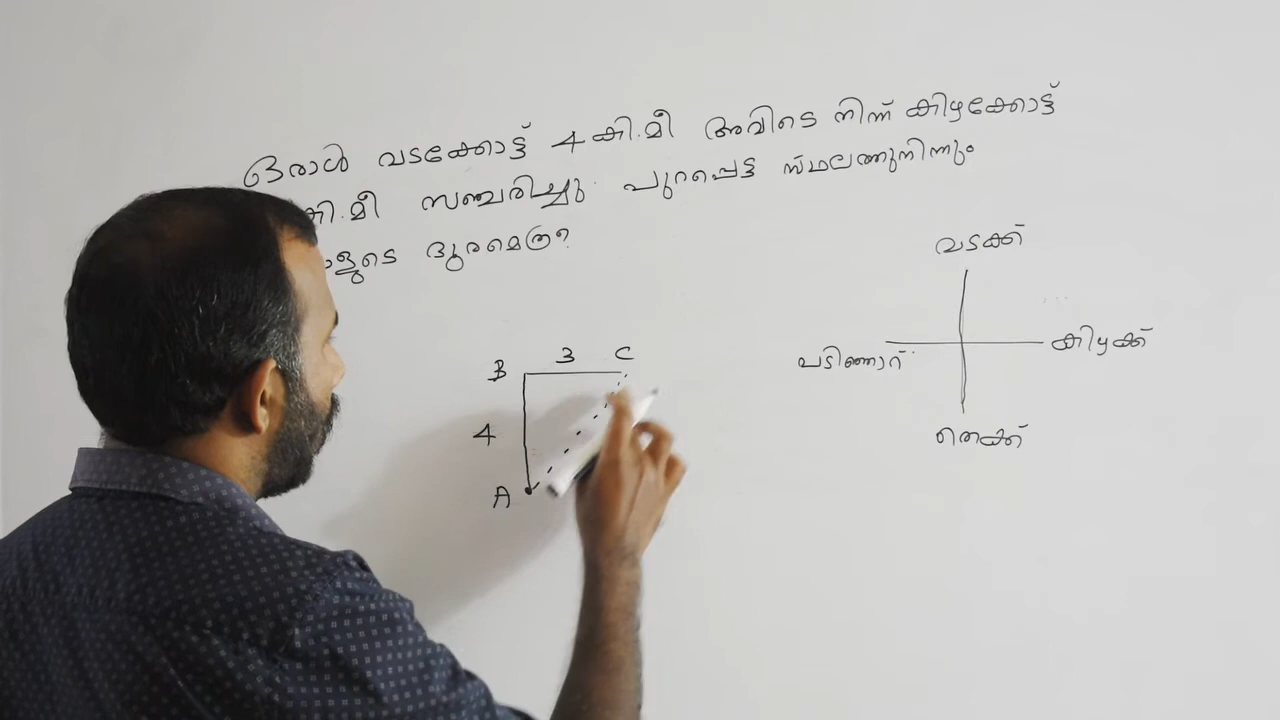 ഒരാൾ വടക്കോട്ട് 4 കി.മീ അവിടെ നിന്ന് കിഴക്കോട്ട്
കി.മീ സഞ്ചരിച്ചു. പുറപ്പെട്ട സ്ഥലത്തുനിന്നും
ദൂരമെത്ര?
വടക്ക്
പടിഞ്ഞാറ്
കിഴക്ക്
തെക്ക്
B 3 C
4
A